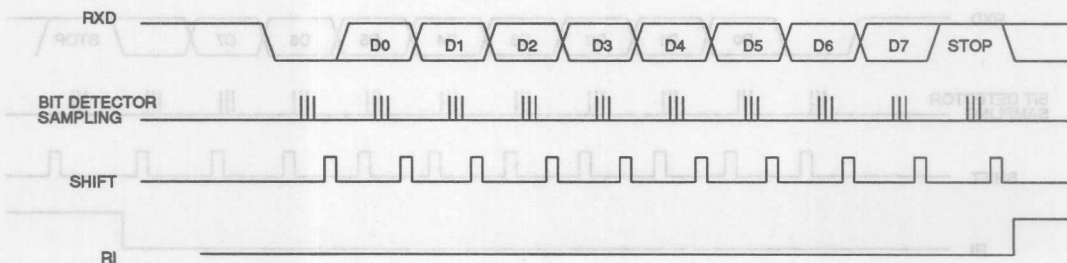 RXD
D0 D1 D2 D3 D4 D5 D6 D7 STOP
BIT DETECTOR
SAMPLING
SHIFT
RI